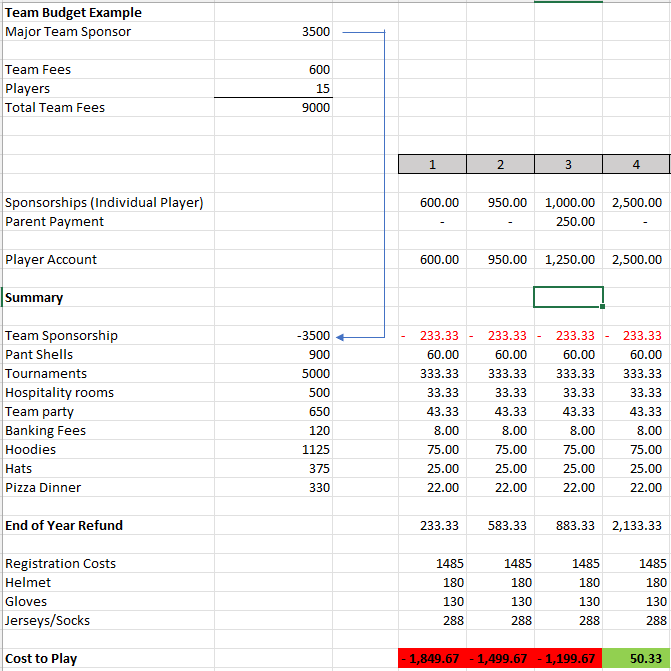 Team Budget Example
Major Team Sponsor 3500
Team Fees 600
Players 15
Total Team Fees 9000
1 2 3 4
Sponsorships (Individual Player) 600.00 950.00 1,000.00 2,500.00
Parent Payment - - 250.00 -
Player Account 600.00 950.00 1,250.00 2,500.00
Summary
Team Sponsorship -3500 - 233.33 - 233.33 - 233.33 - 233.33
Pant Shells 900 60.00 60.00 60.00 60.00
Tournaments 5000 333.33 333.33 333.33 333.33
Hospitality rooms 500 33.33 33.33 33.33 33.33
Team party 650 43.33 43.33 43.33 43.33
Banking Fees 120 8.00 8.00 8.00 8.00
Hoodies 1125 75.00 75.00 75.00 75.00
Hats 375 25.00 25.00 25.00 25.00
Pizza Dinner 330 22.00 22.00 22.00 22.00
End of Year Refund 233.33 583.33 883.33 2,133.33
Registration Costs 1485 1485 1485 1485
Helmet 180 180 180 180
Gloves 130 130 130 130
Jerseys/Socks 288 288 288 288
Cost to Play - 1,849.67 - 1,499.67 - 1,199.67 50.33